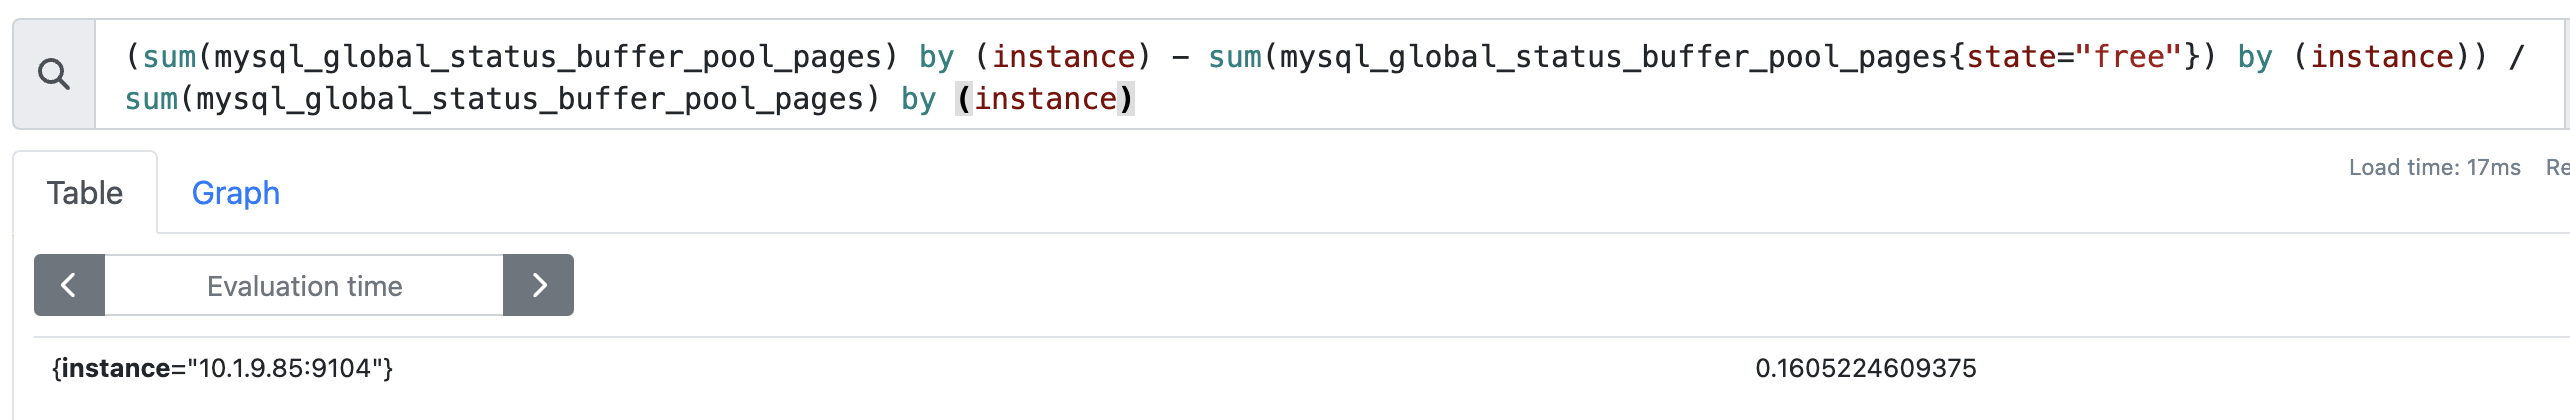 (sum(mysql_global_status_buffer_pool_pages) by (instance) - sum(mysql_global_status_buffer_pool_pages{state="free"}) by (instance)) /
sum(mysql_global_status_buffer_pool_pages) by (instance)
Load time: 17ms Re
Table Graph
Evaluation time
{instance="10.1.9.85:9104"} 0.1605224609375